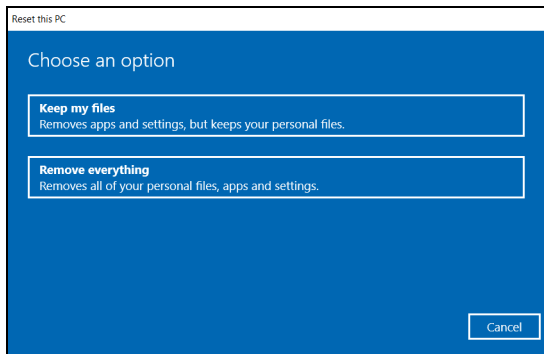 Reset this PC
Choose an option
Keep my files
Removes apps and settings, but keeps your personal files.
Remove everything
Removes all of your personal files, apps and settings.
Cancel